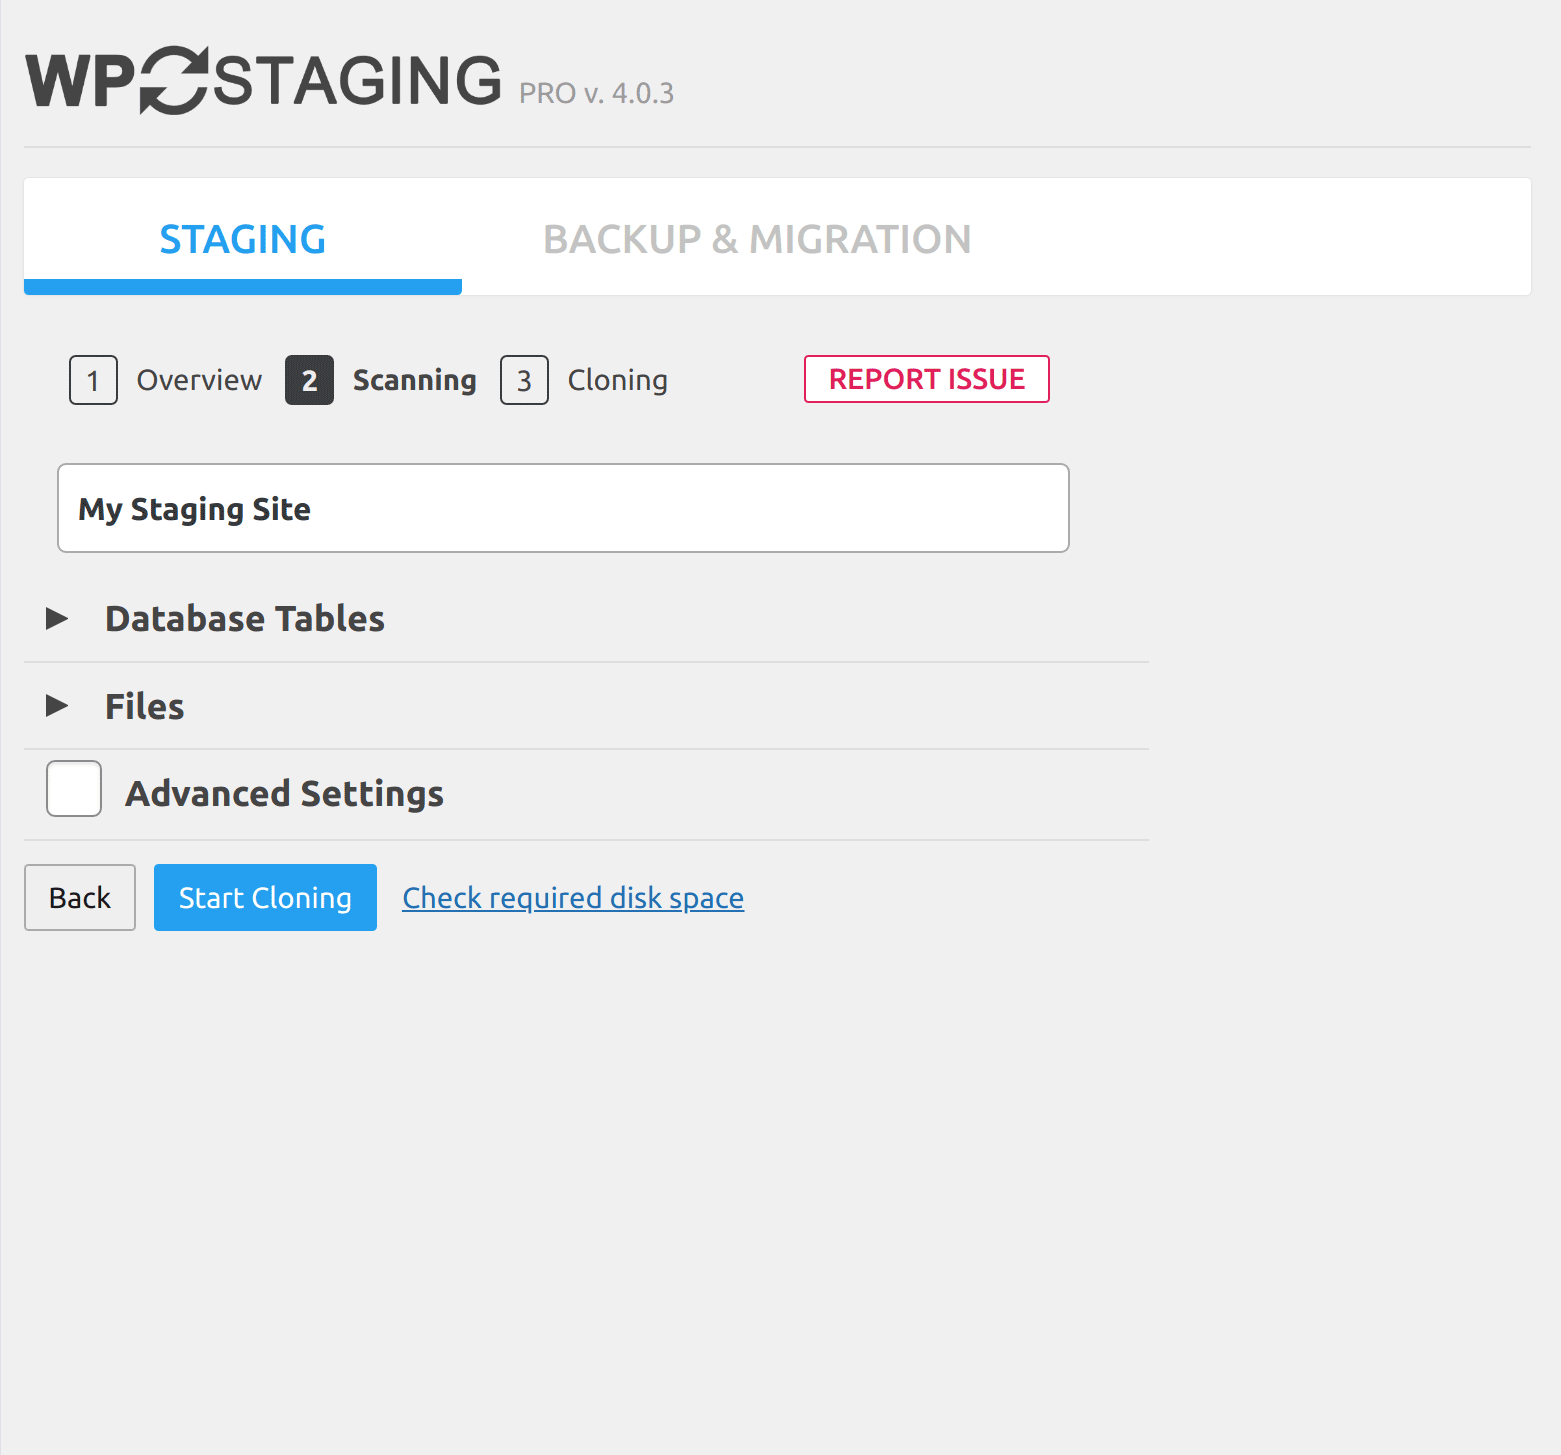 WP STAGING PRO v. 4.0.3
STAGING BACKUP & MIGRATION
1 Overview 2 Scanning 3 Cloning REPORT ISSUE
My Staging Site
Database Tables
Files
Advanced Settings
Back Start Cloning Check required disk space